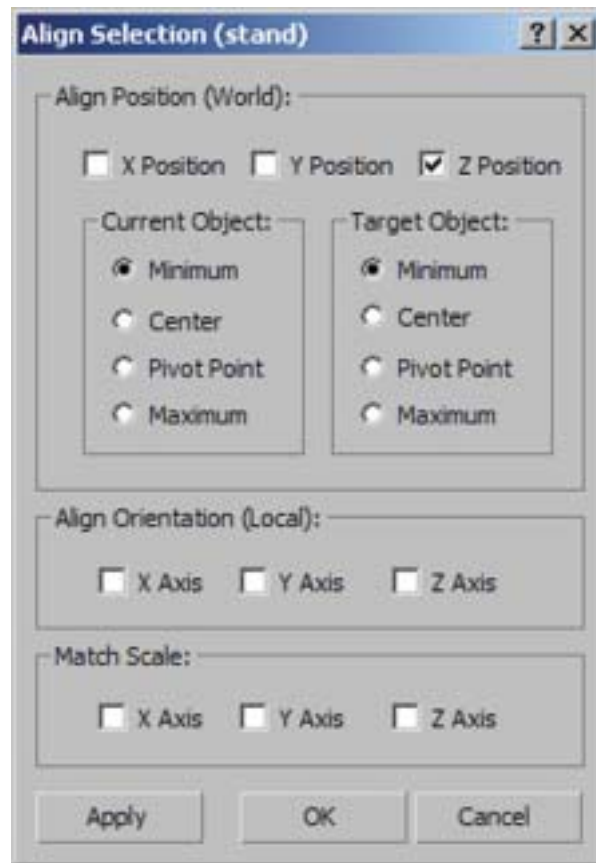 Align Selection (stand)
Align Position (World):
X Position Y Position Z Position
Current Object: Target Object:
Minimum Minimum
Center Center
Pivot Point Pivot Point
Maximum Maximum
Align Orientation (Local):
X Axis Y Axis Z Axis
Match Scale:
X Axis Y Axis Z Axis
Apply OK Cancel